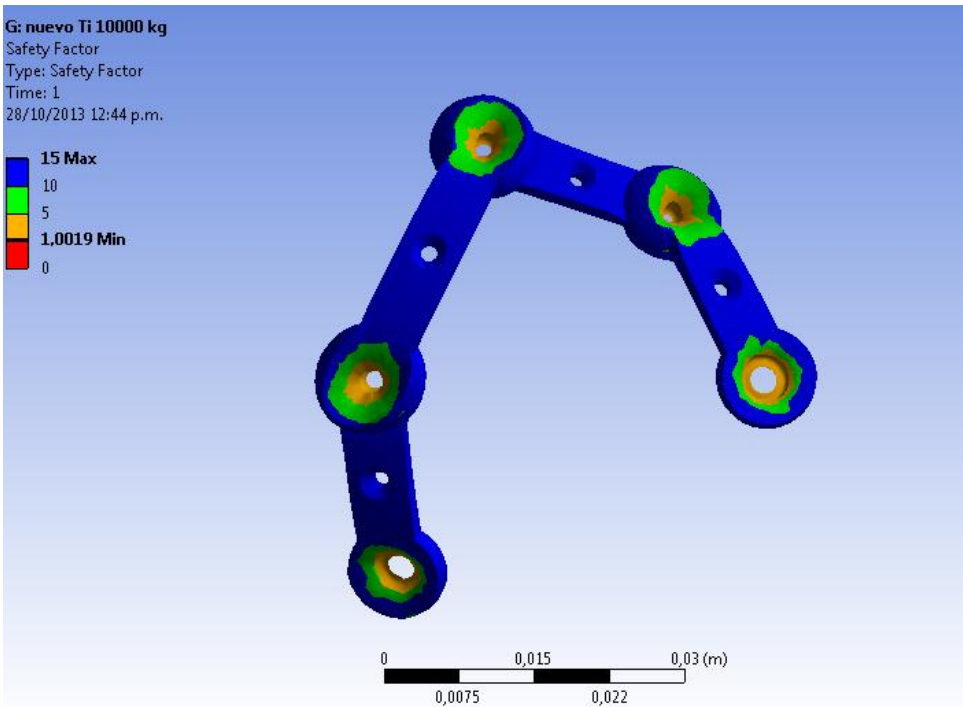 G: nuevo Ti 10000 kg
Safety Factor
Type: Safety Factor
Time: 1
28/10/2013 12:44 p.m.
15 Max
10
5
1,0019 Min
0
0 0,015 0,03 (m)
0,0075 0,022